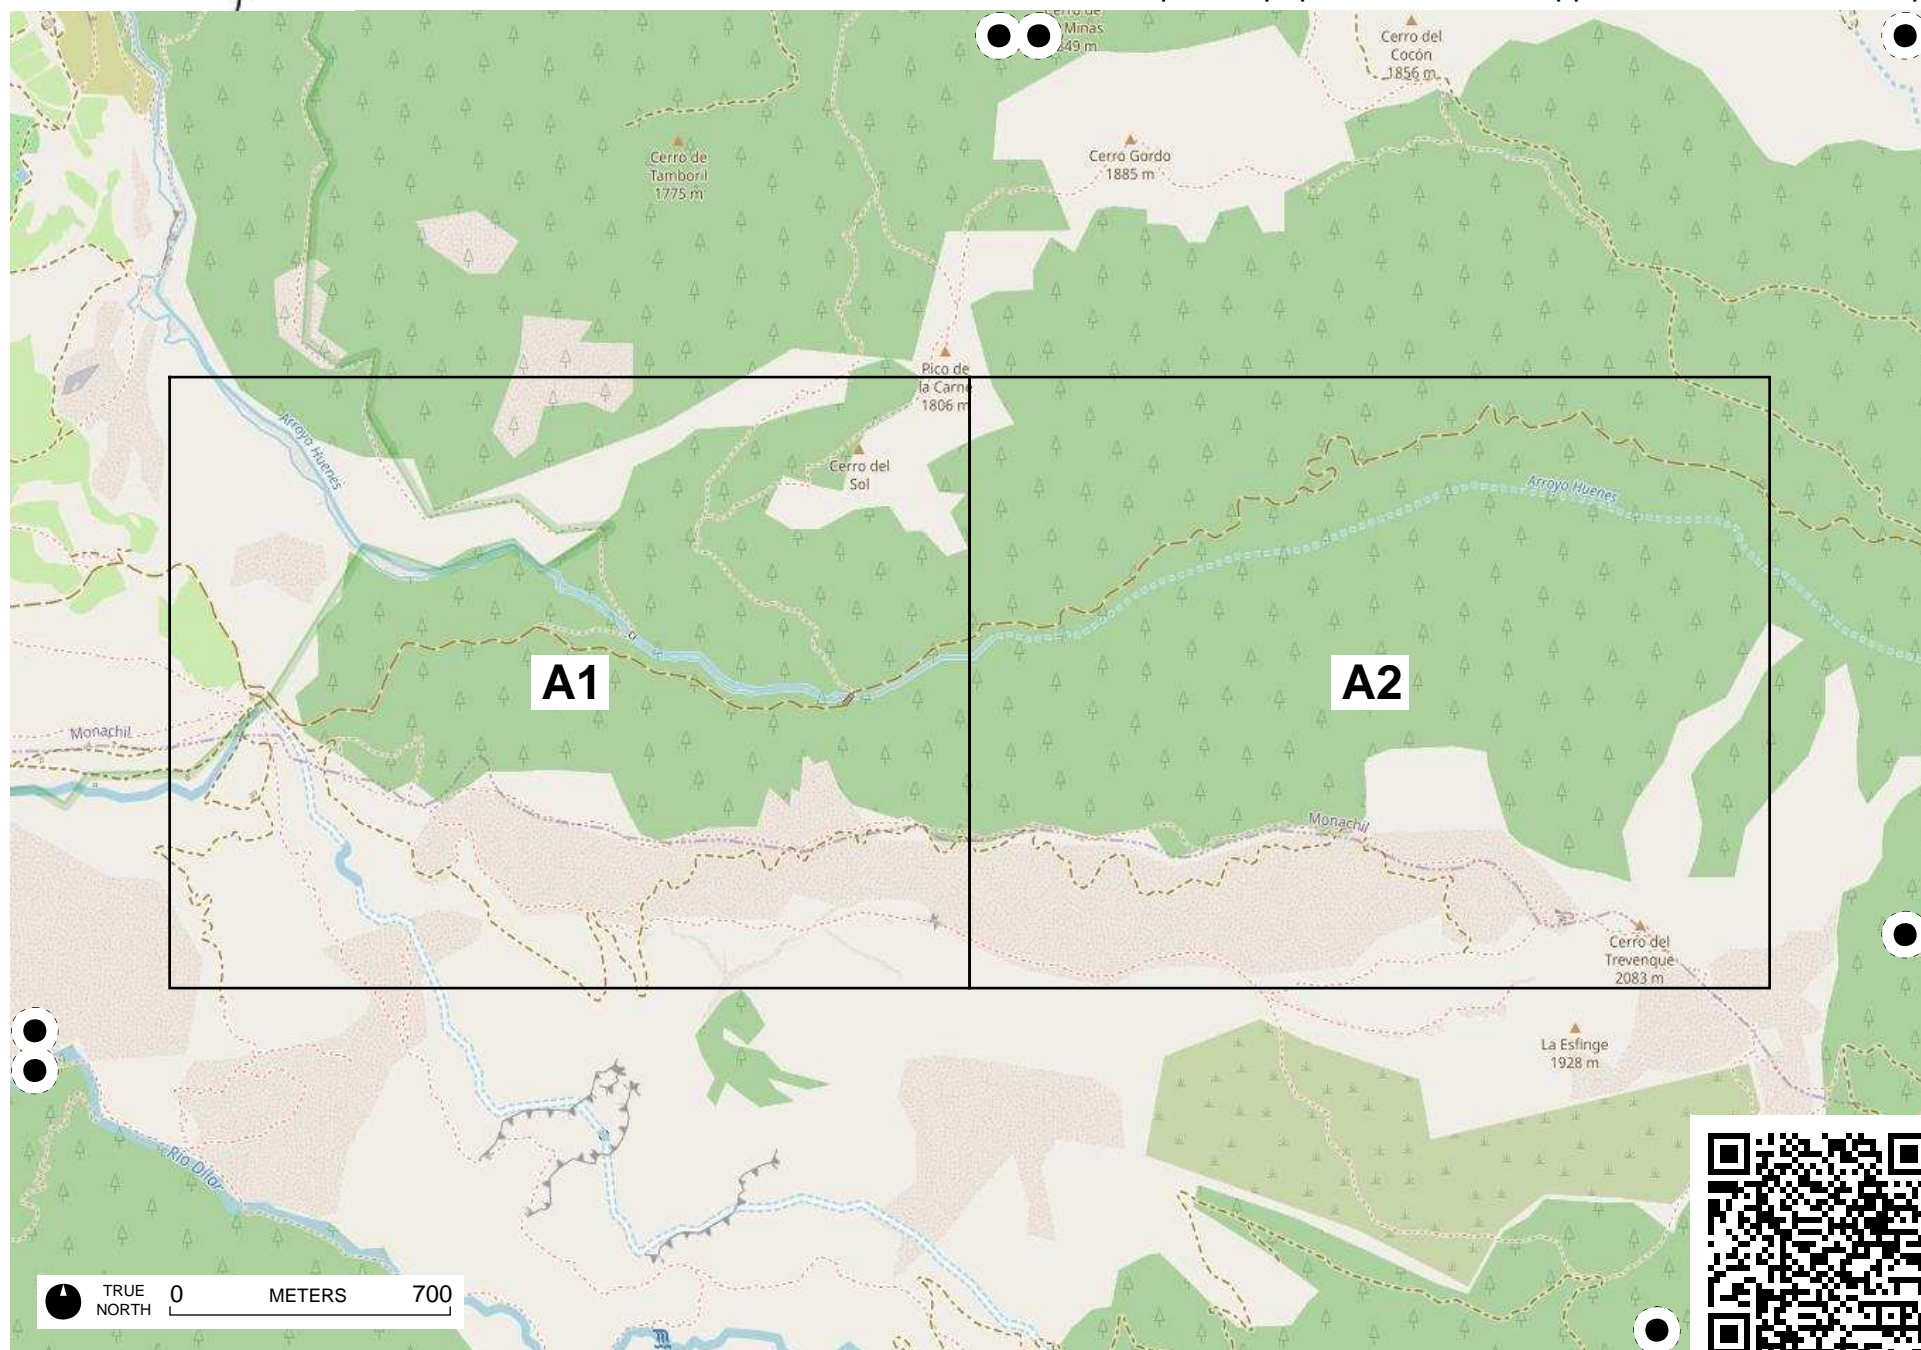 Minas
Cerro del
Cocón
1856 m
Cerro de
Tamboril
1775 m
Cerro Gordo
1885 m
Pico de
la Carne
1806 m
Arroyo Huenes
Cerro del
Sol
Arroyo Huenes
A1
A2
Monachil
Monachil
Cerro del
Trevenque
2083 m
La Esfinge
1928 m
Río Dílar
TRUE
NORTH
0 METERS 700